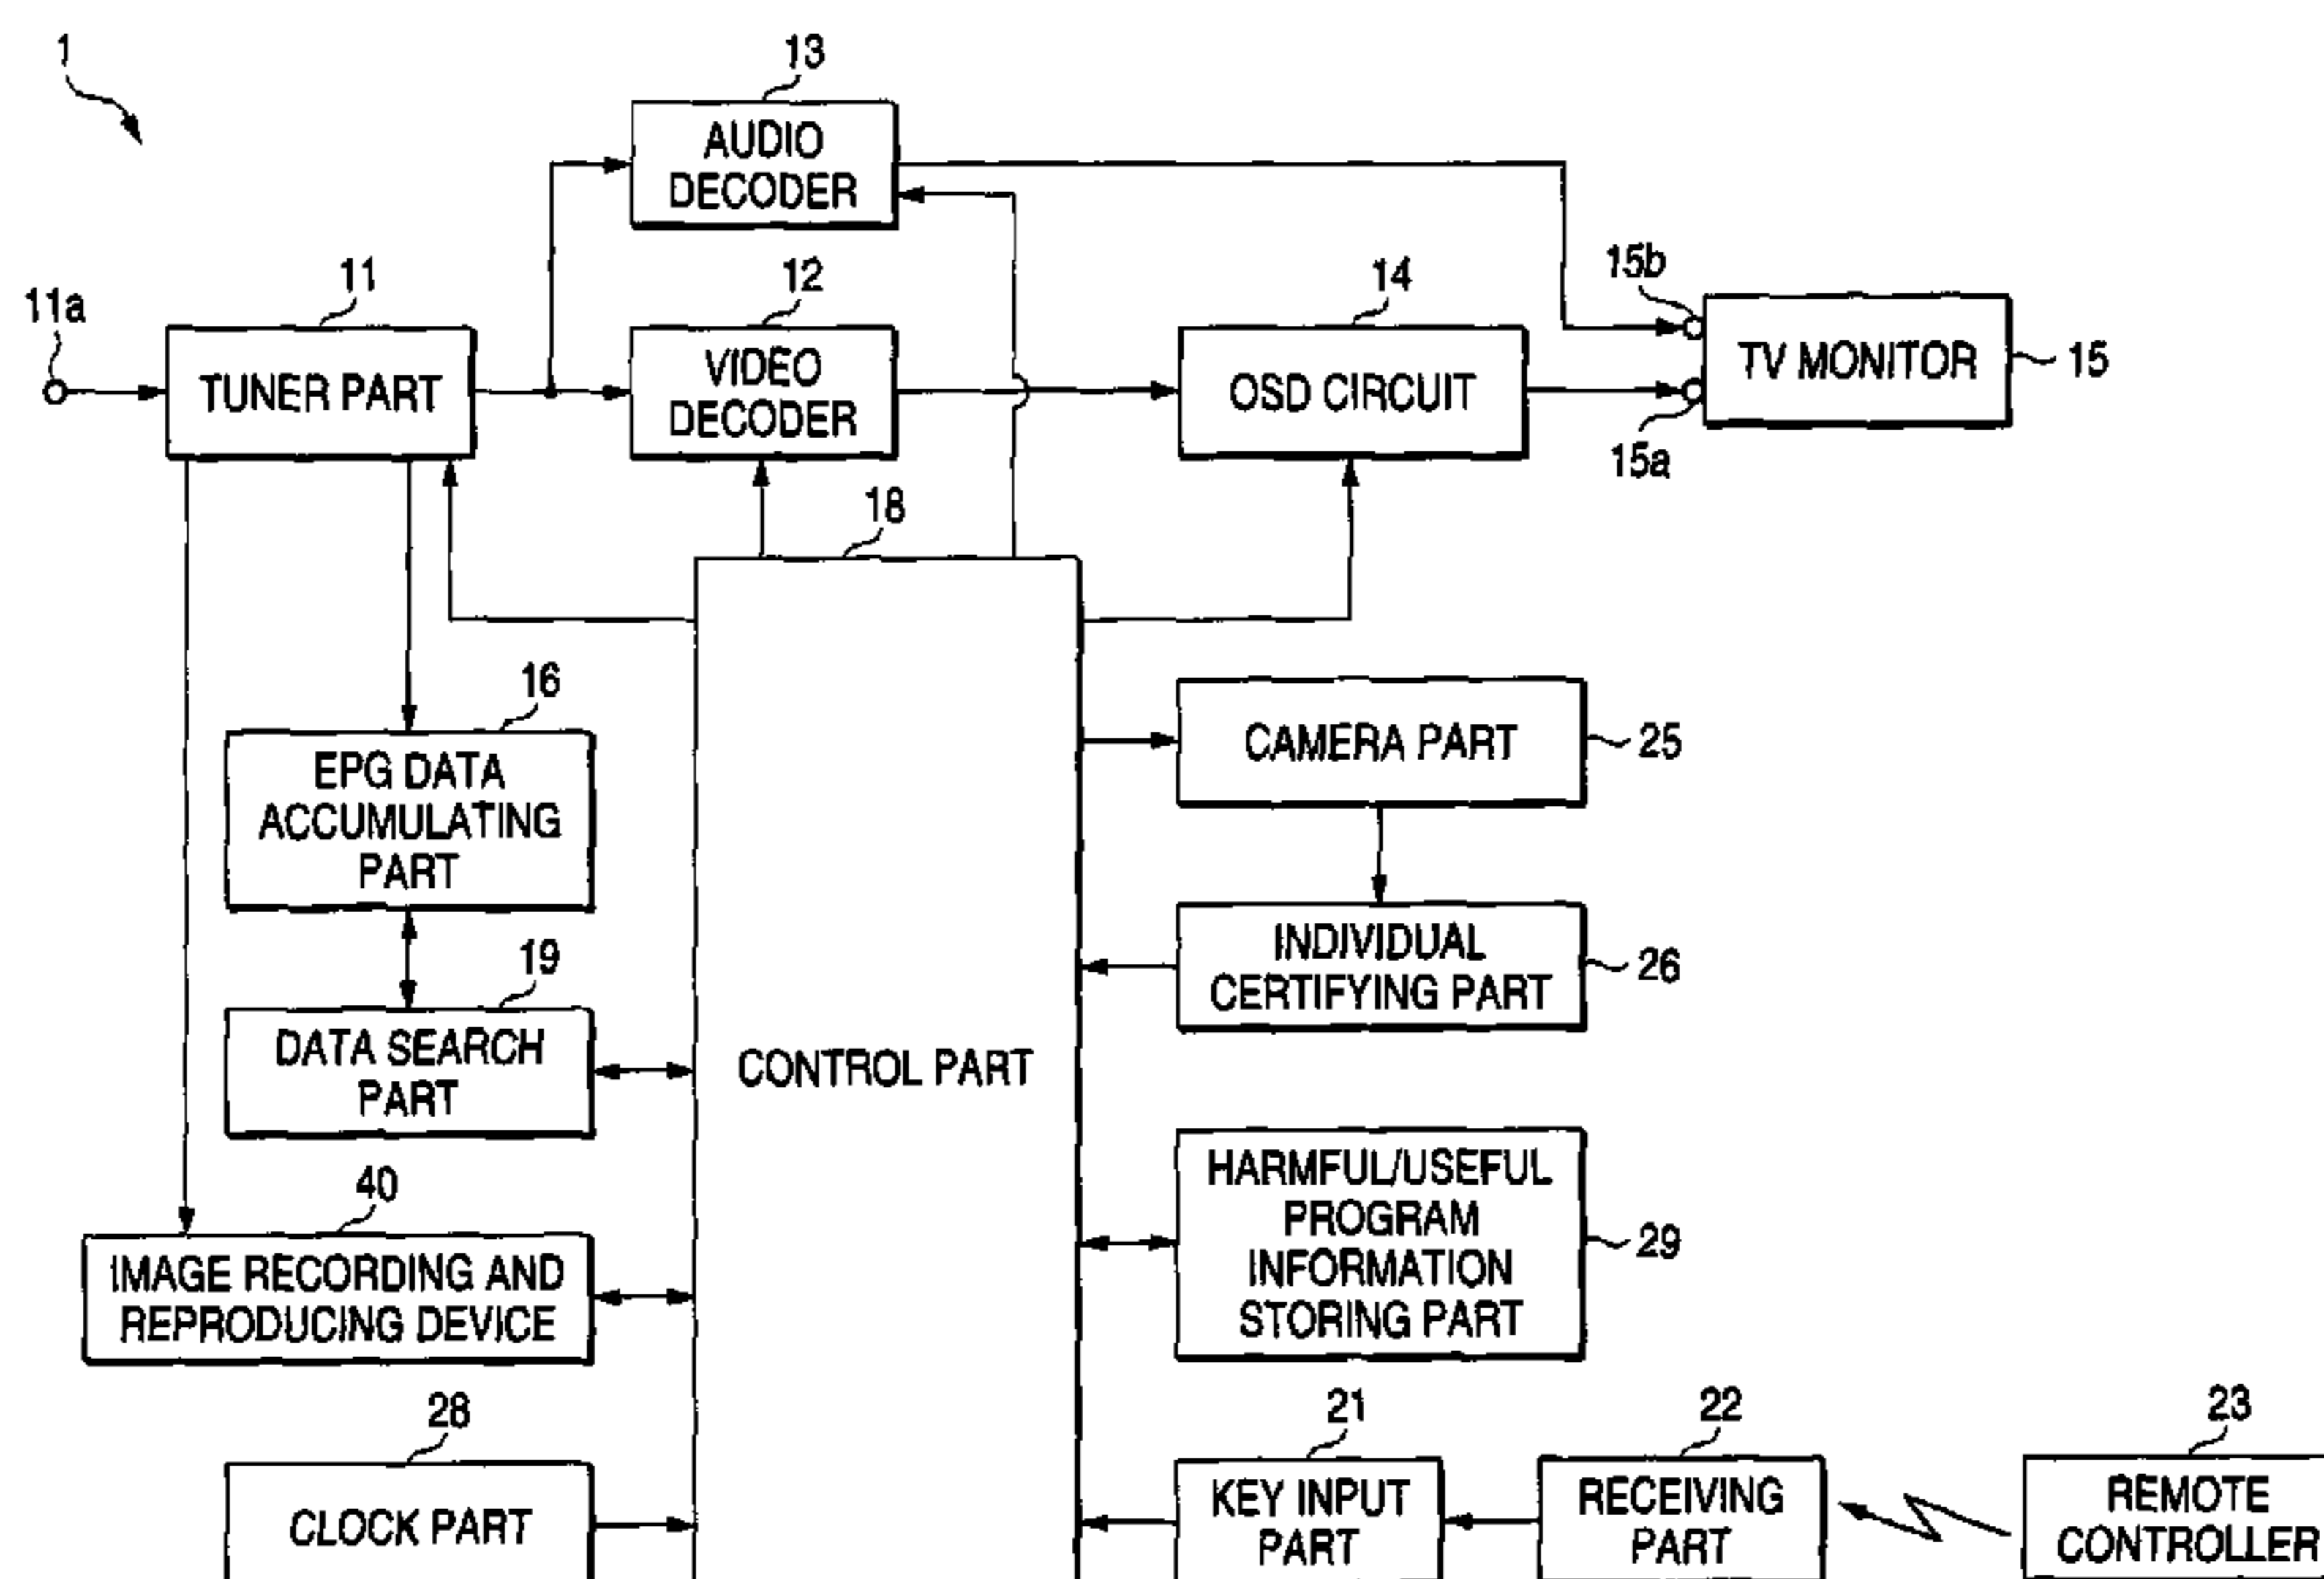 1
13
AUDIO
DECODER
11a
11
TUNER PART
12
VIDEO
DECODER
14
OSD CIRCUIT
15b
TV MONITOR
15
15a
18
CONTROL PART
16
EPG DATA
ACCUMULATING
PART
CAMERA PART
25
19
DATA SEARCH
PART
INDIVIDUAL
CERTIFYING PART
26
40
IMAGE RECORDING AND
REPRODUCING DEVICE
HARMFUL/USEFUL
PROGRAM
INFORMATION
STORING PART
29
28
CLOCK PART
21
KEY INPUT
PART
22
RECEIVING
PART
23
REMOTE
CONTROLLER